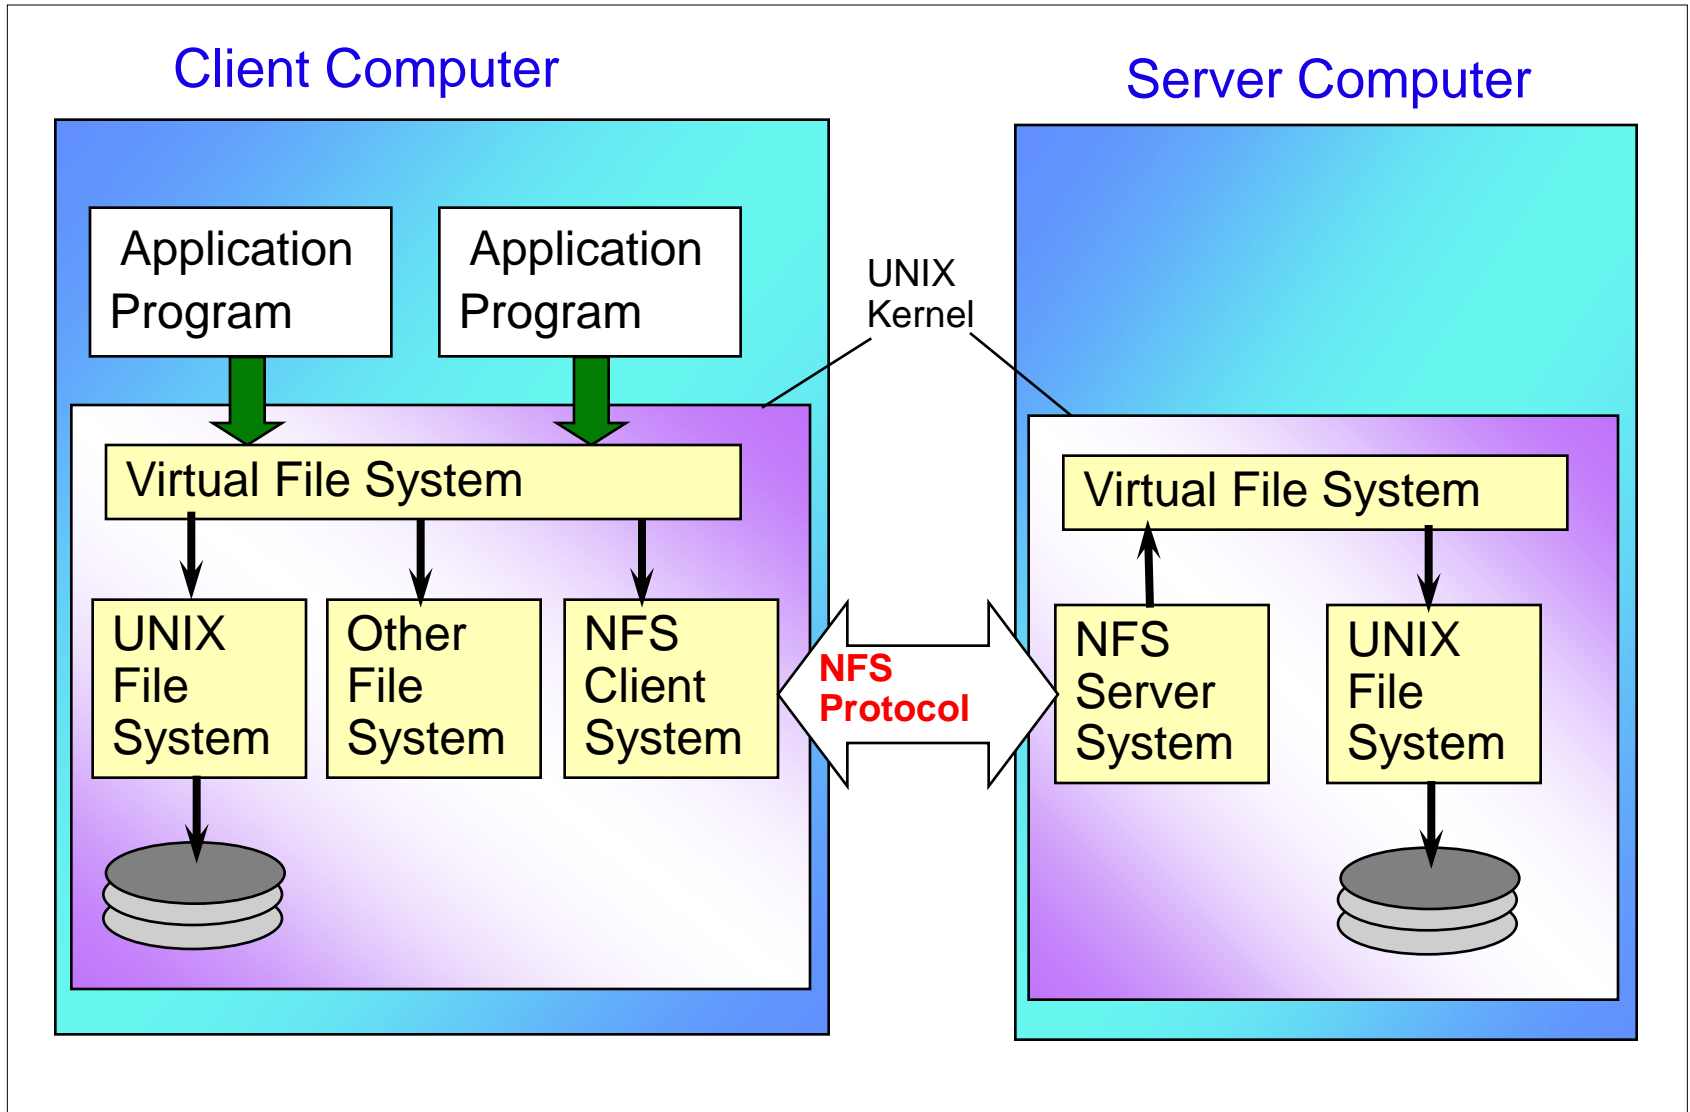 Client Computer
Server Computer
Application
Program
Application
Program
UNIX
Kernel
Virtual File System
Virtual File System
UNIX
File
System
Other
File
System
NFS
Client
System
NFS
Protocol
NFS
Server
System
UNIX
File
System